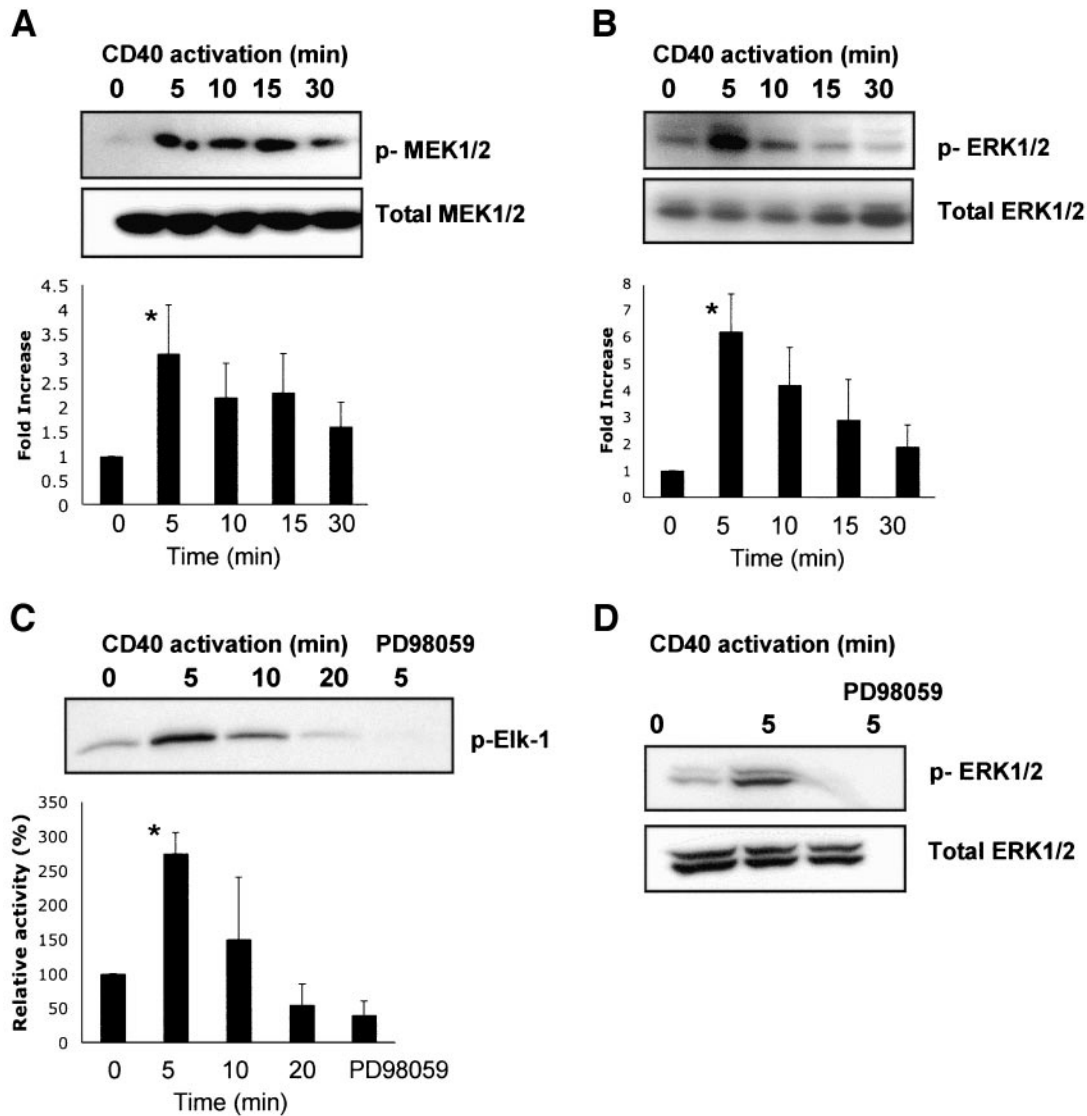 A
CD40 activation (min)
0 5 10 15 30
p- MEK1/2
Total MEK1/2
Fold Increase
4.5
4
3.5
3
2.5
2
1.5
1
0.5
0
*
0 5 10 15 30
Time (min)
B
CD40 activation (min)
0 5 10 15 30
p- ERK1/2
Total ERK1/2
Fold Increase
8
7
6
5
4
3
2
1
0
*
0 5 10 15 30
Time (min)
C
CD40 activation (min) PD98059
0 5 10 20 5
p-Elk-1
Relative activity (%)
350
300
250
200
150
100
50
0
*
0 5 10 20 PD98059
Time (min)
D
CD40 activation (min)
PD98059
0 5 5
p- ERK1/2
Total ERK1/2